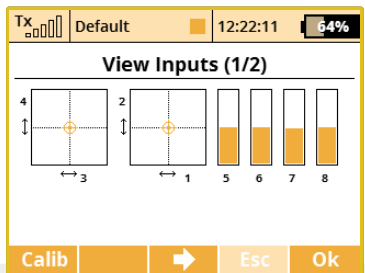 Tx Default 12:22:11 64%
View Inputs (1/2)
4 2
3 1 5 6 7 8
Calib Esc Ok